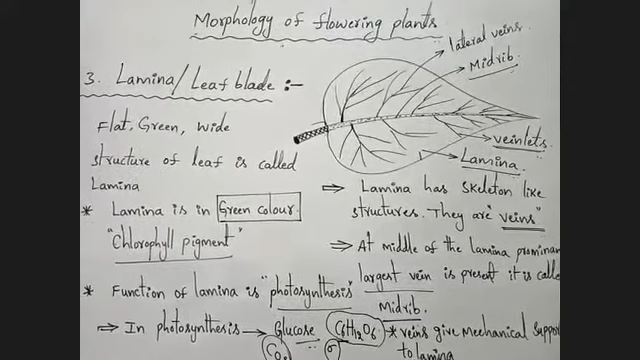 Morphology of flowering plants
3. Lamina/Leaf blade :-
lateral veins
Midrib
veinlets
Lamina
Flat, Green, Wide
structure of leaf is called
Lamina
* Lamina is in Green colour.
"Chlorophyll pigment"
* Function of lamina is "photosynthesis"
⇒ In photosynthesis → Glucose C6H12O6
Co2
⇒ Lamina has skeleton like
structures. They are "veins"
⇒ At middle of the lamina prominan
largest vein is present it is called
Midrib.
* veins give Mechanical suppor
to lamina